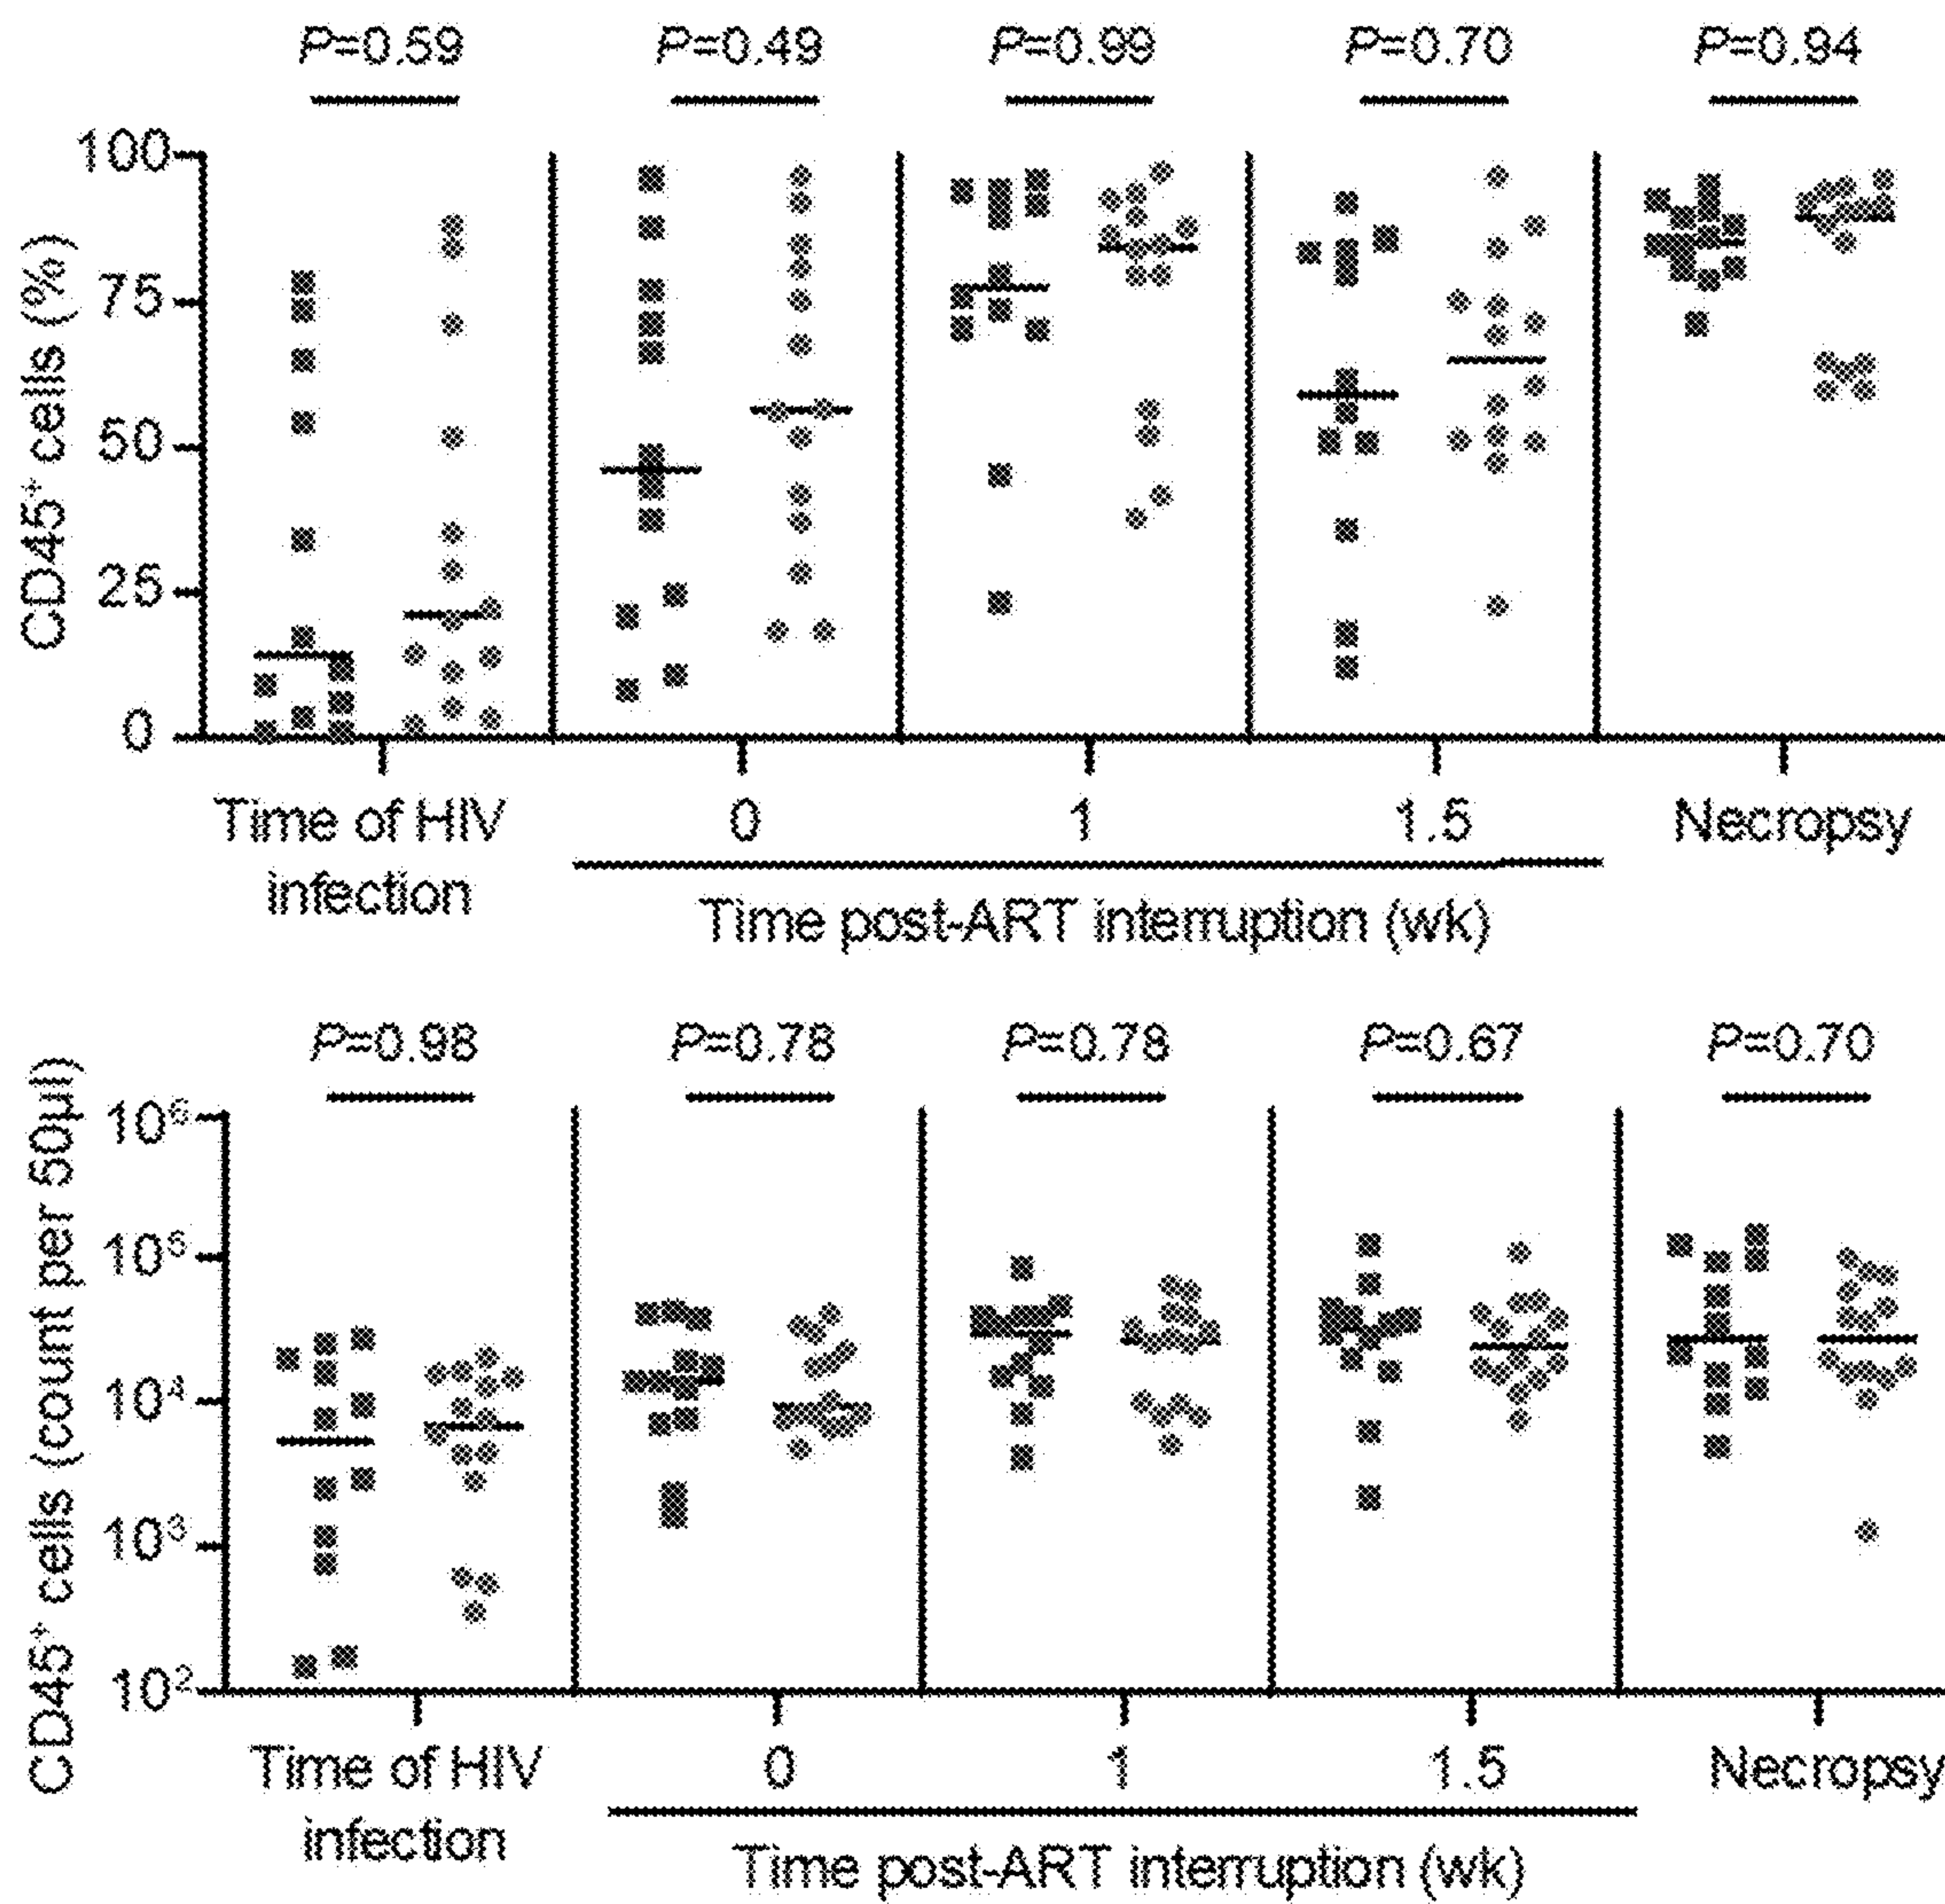 P=0.59 P=0.49 P=0.99 P=0.70 P=0.94
CD45⁺ cells (%)
100
75
50
25
0
Time of HIV infection 0 1 1.5 Necropsy
Time post-ART interruption (wk)
P=0.98 P=0.78 P=0.78 P=0.67 P=0.70
CD45⁺ cells (count per 50µl)
10⁶
10⁵
10⁴
10³
10²
Time of HIV infection 0 1 1.5 Necropsy
Time post-ART interruption (wk)